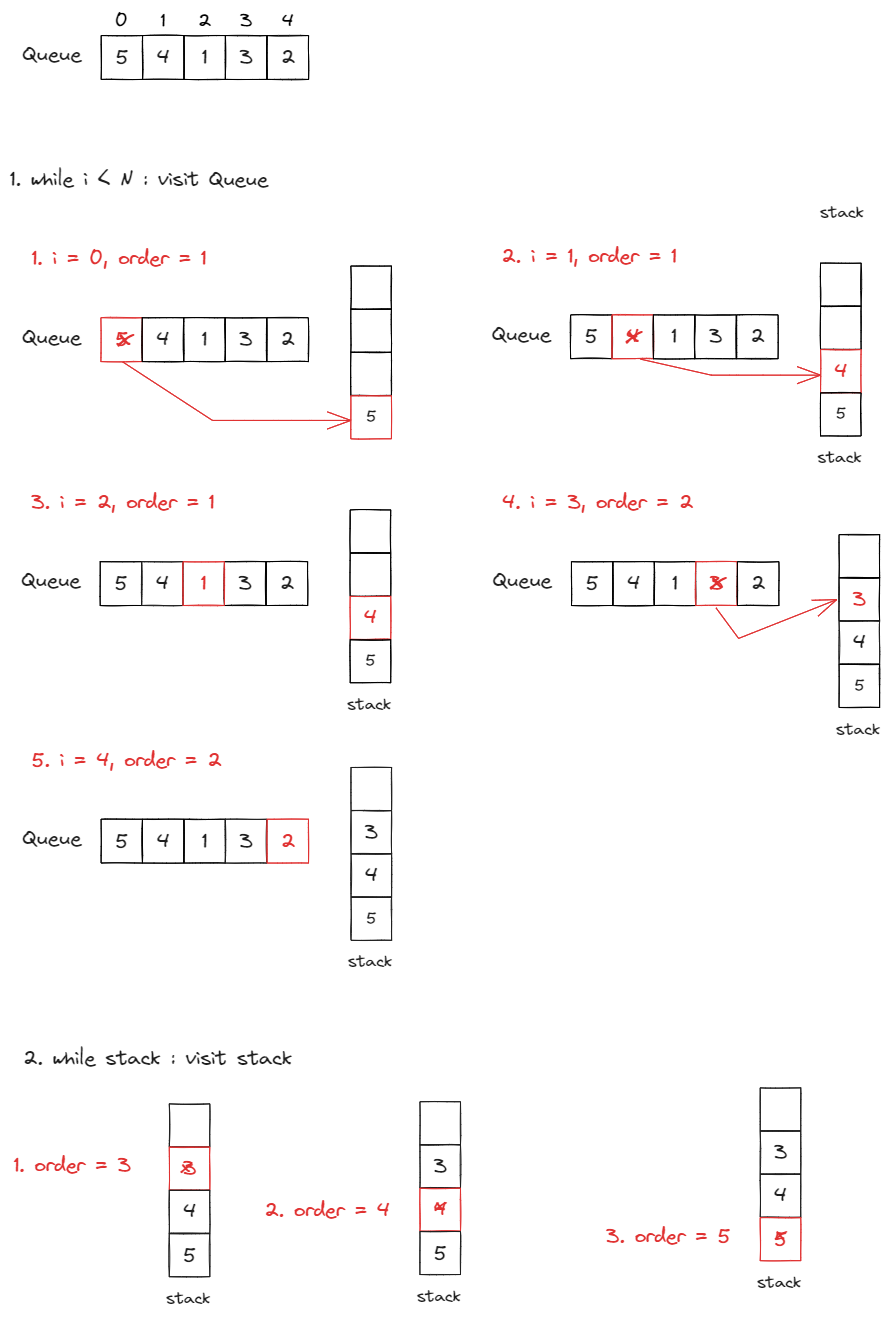 0 1 2 3 4
Queue 5 4 1 3 2
1. while i < N : visit Queue
stack
1. i = 0, order = 1
Queue 5 4 1 3 2
5
2. i = 1, order = 1
Queue 5 4 1 3 2
4
5
stack
3. i = 2, order = 1
Queue 5 4 1 3 2
4
5
stack
4. i = 3, order = 2
Queue 5 4 1 3 2
3
4
5
stack
5. i = 4, order = 2
Queue 5 4 1 3 2
3
4
5
stack
2. while stack : visit stack
1. order = 3
3
4
5
stack
2. order = 4
3
4
5
stack
3. order = 5
3
4
5
stack